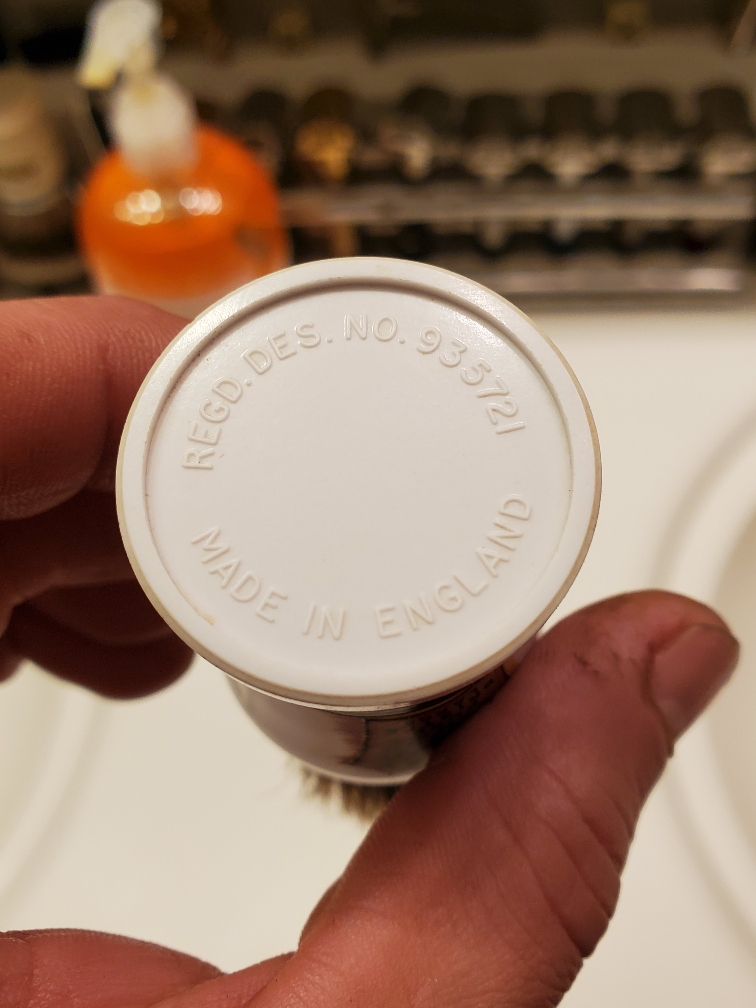 REGD. DES. NO. 935721
MADE IN ENGLAND